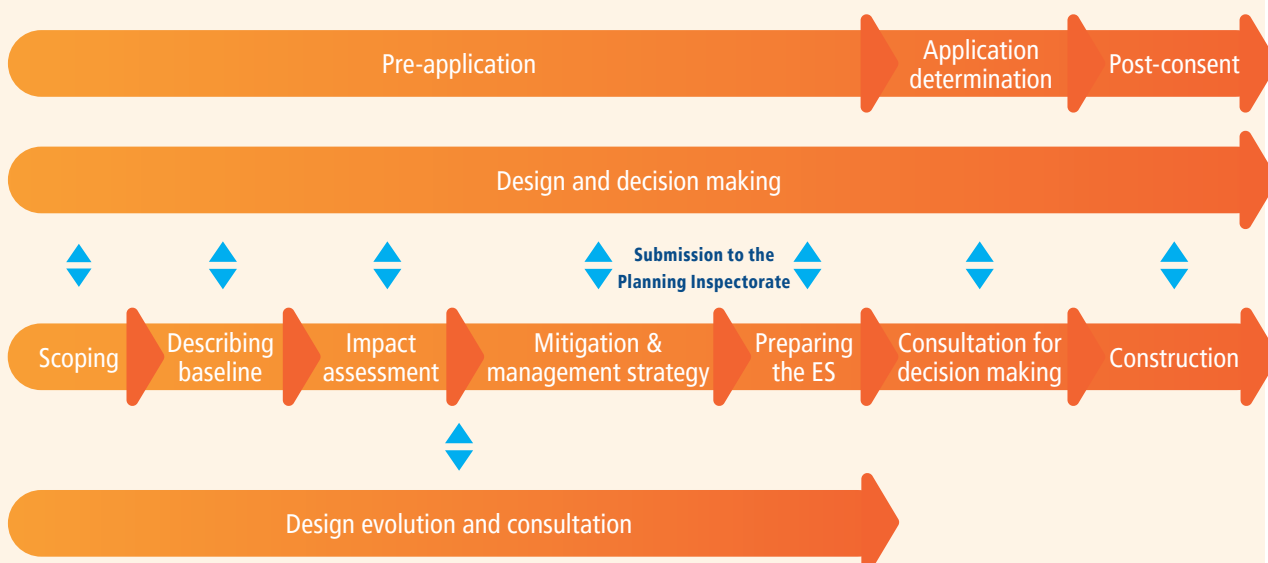 Pre-application
Application
determination
Post-consent
Design and decision making
Submission to the
Planning Inspectorate
Scoping
Describing
baseline
Impact
assessment
Mitigation &
management strategy
Preparing
the ES
Consultation for
decision making
Construction
Design evolution and consultation